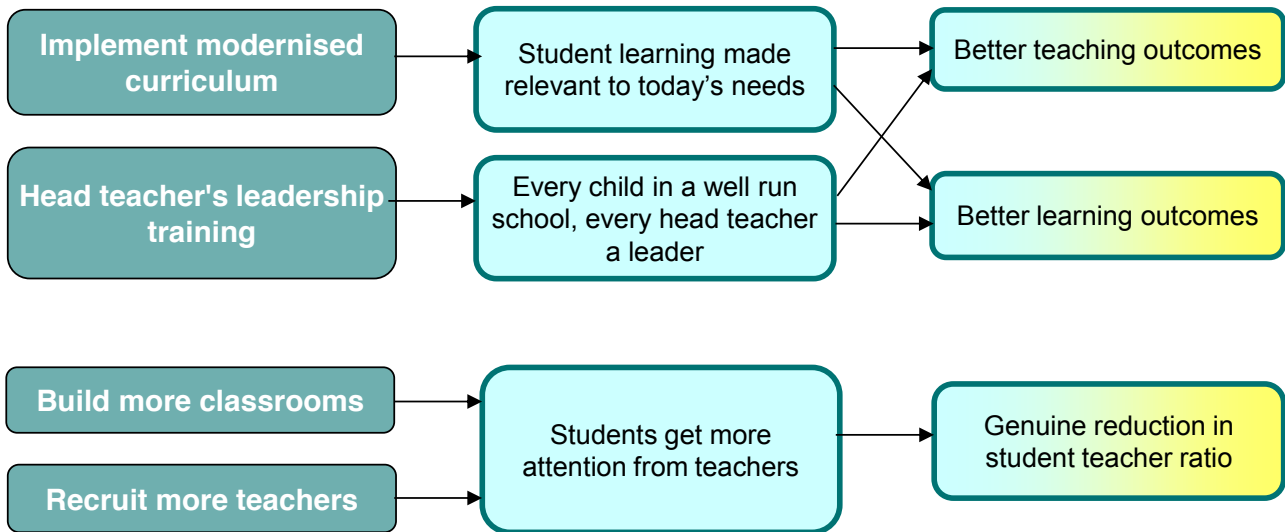 Implement modernised
curriculum
Student learning made
relevant to today’s needs
Better teaching outcomes
Head teacher's leadership
training
Every child in a well run
school, every head teacher
a leader
Better learning outcomes
Build more classrooms
Recruit more teachers
Students get more
attention from teachers
Genuine reduction in
student teacher ratio